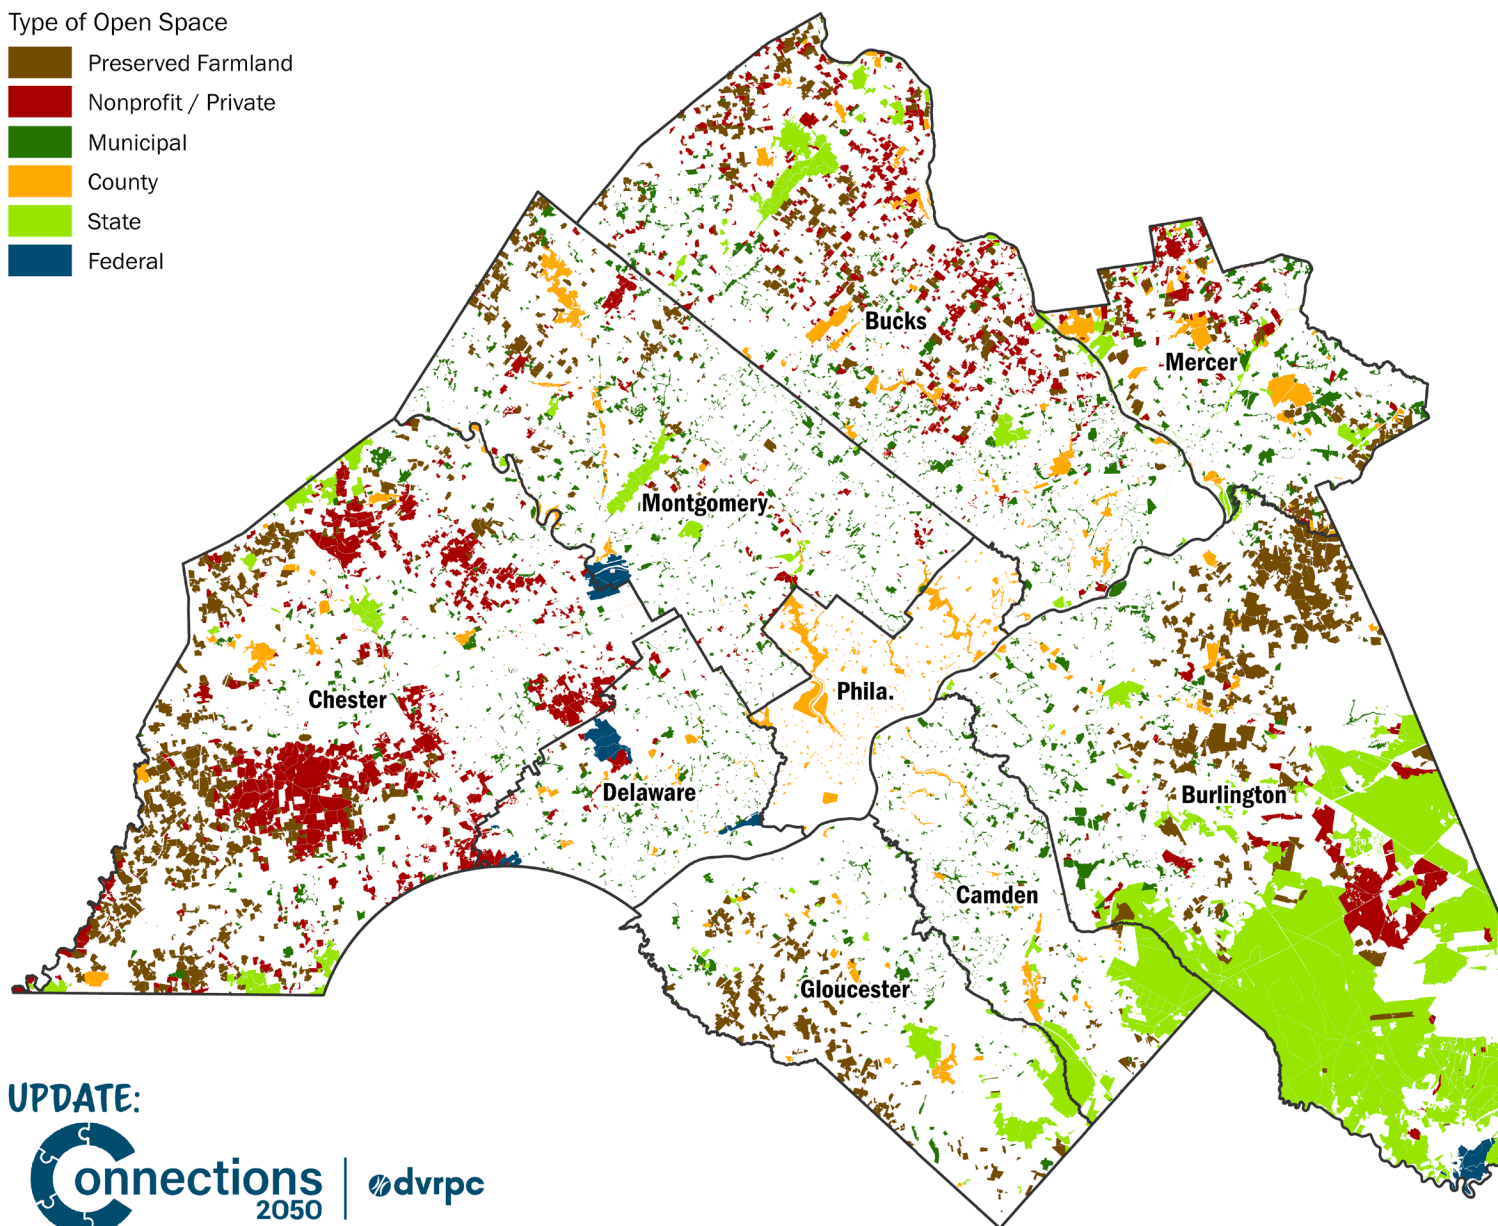 Type of Open Space
Preserved Farmland
Nonprofit / Private
Municipal
County
State
Federal
Bucks
Mercer
Montgomery
Phila.
Chester
Delaware
Burlington
Camden
Gloucester
UPDATE:
Connections
2050
dvrpc